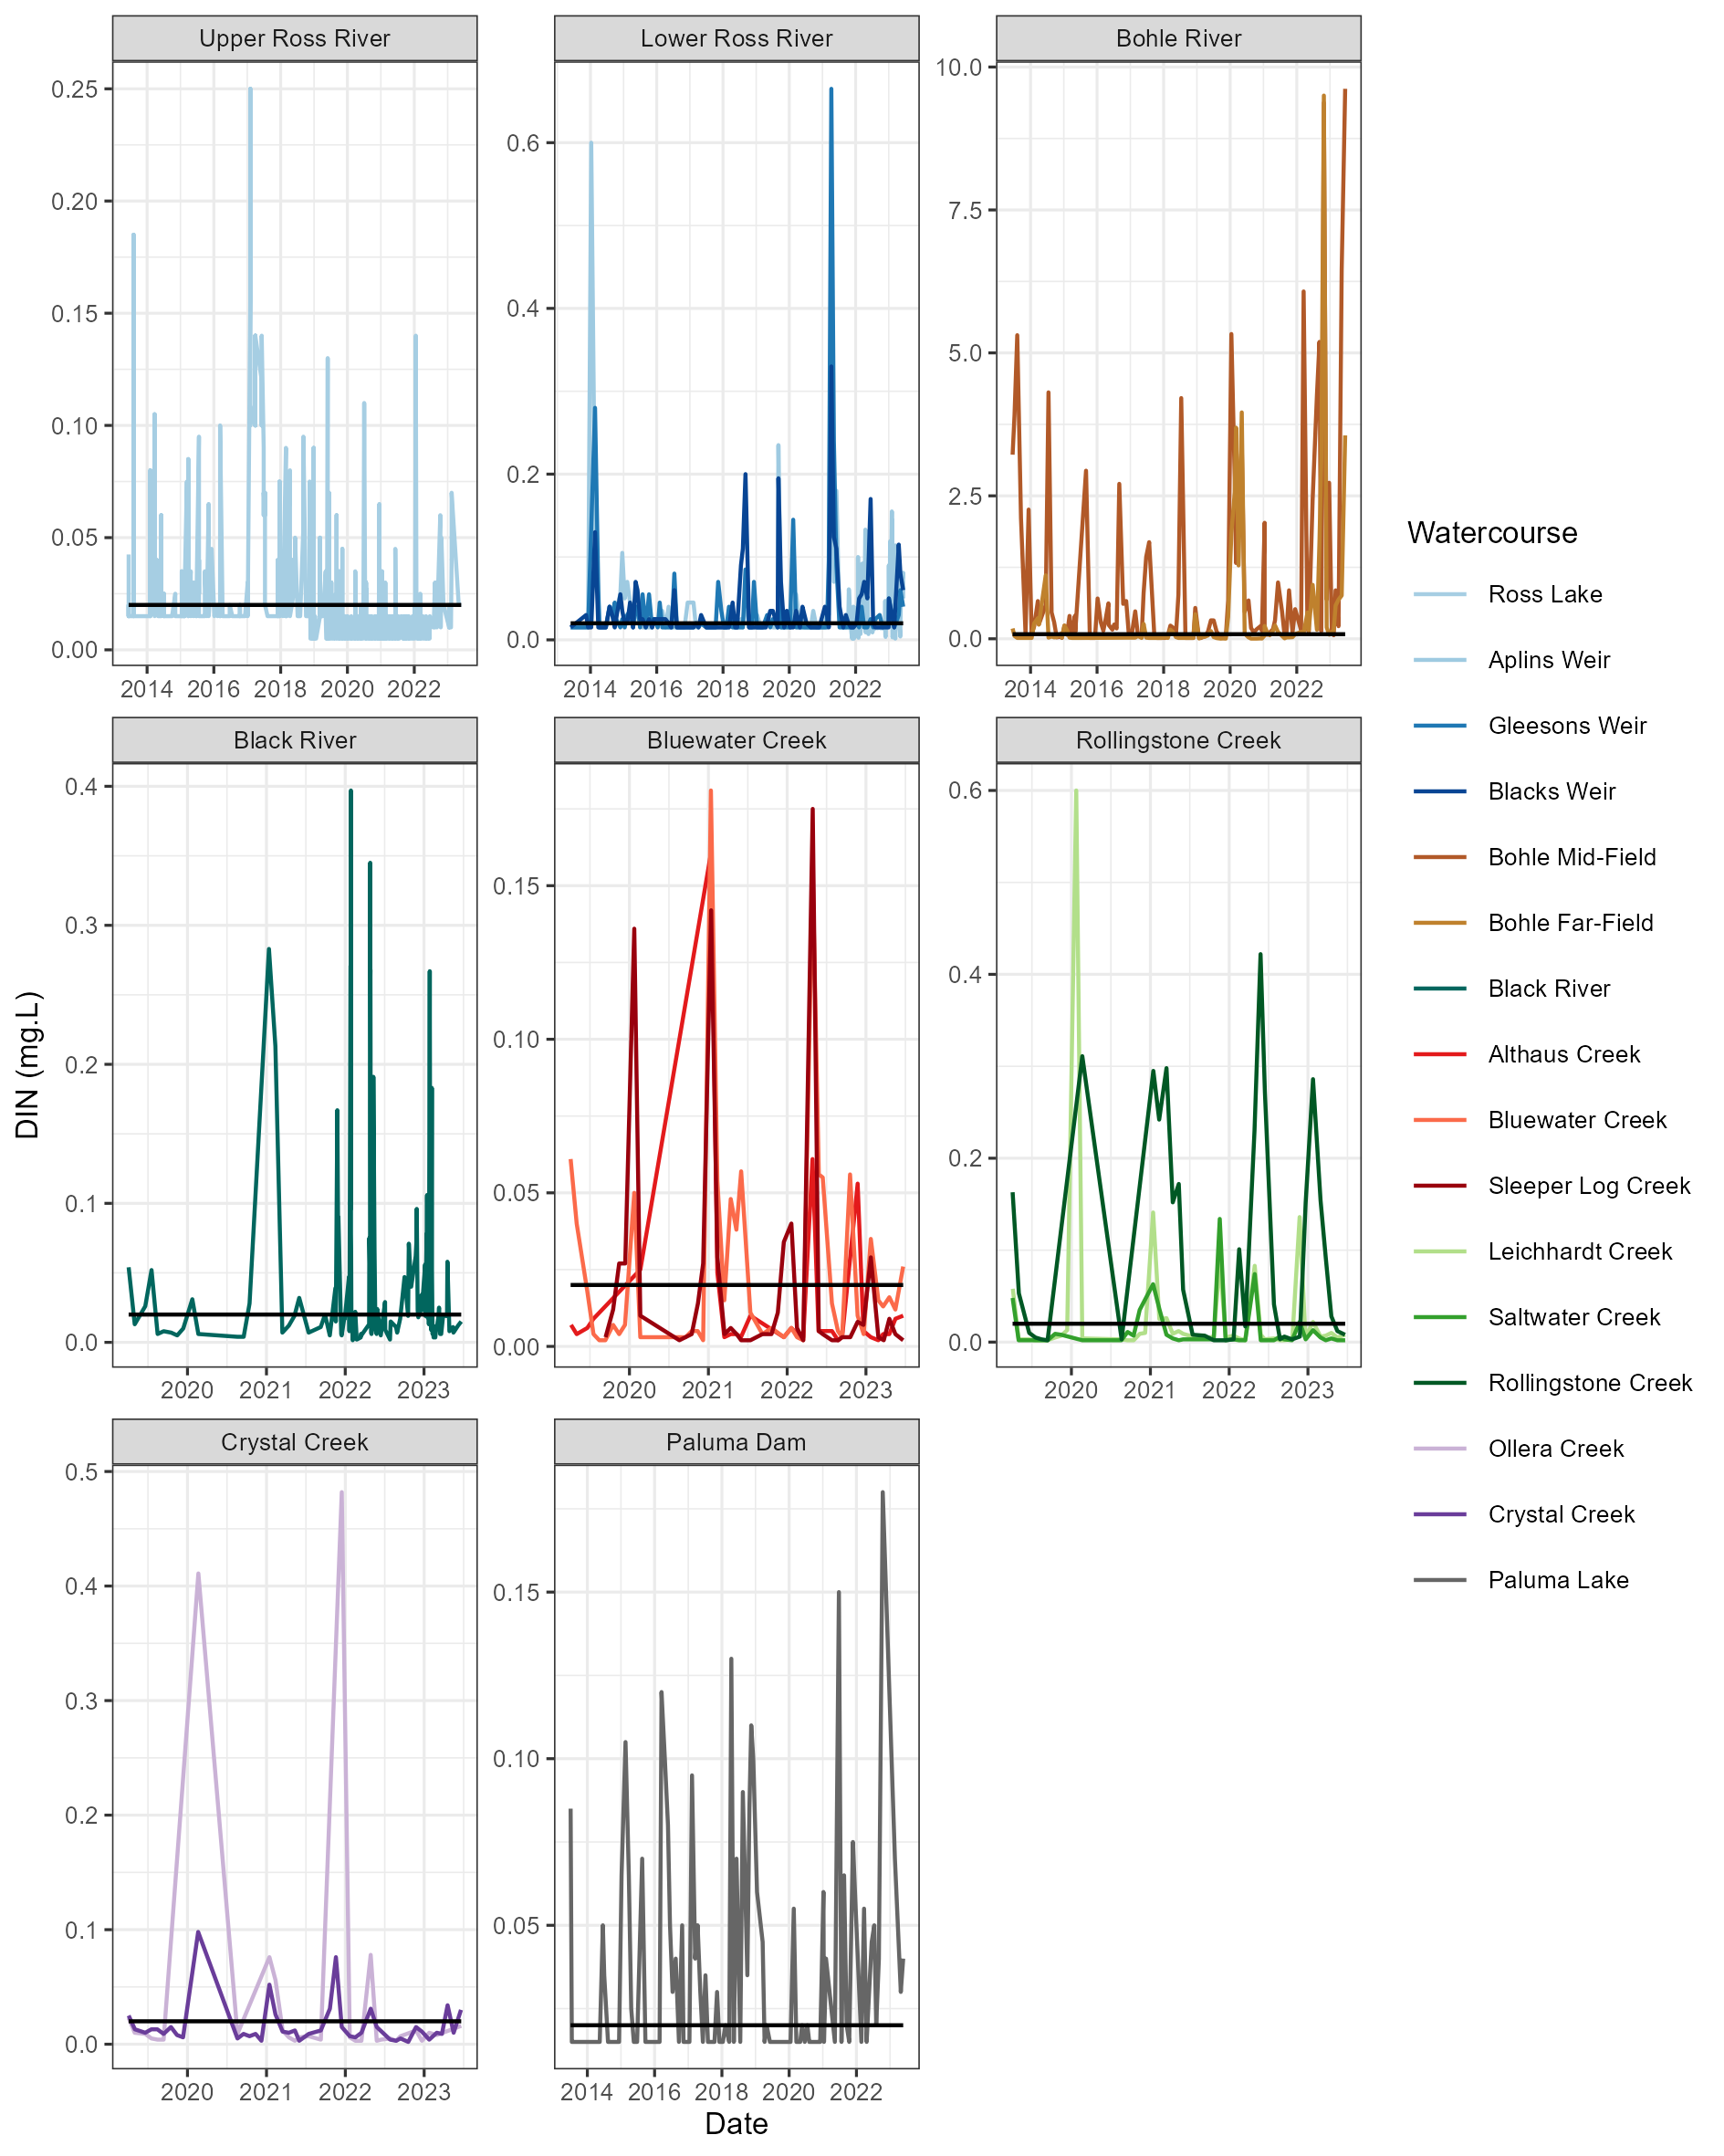 Upper Ross River
Lower Ross River
Bohle River
0.25
0.20
0.15
0.10
0.05
0.00
0.6
0.4
0.2
0.0
10.0
7.5
5.0
2.5
0.0
2014 2016 2018 2020 2022
2014 2016 2018 2020 2022
2014 2016 2018 2020 2022
Black River
Bluewater Creek
Rollingstone Creek
0.4
0.3
0.2
0.1
0.0
0.15
0.10
0.05
0.00
0.6
0.4
0.2
0.0
2020 2021 2022 2023
2020 2021 2022 2023
2020 2021 2022 2023
Crystal Creek
Paluma Dam
0.5
0.4
0.3
0.2
0.1
0.0
0.15
0.10
0.05
2020 2021 2022 2023
2014 2016 2018 2020 2022
DIN (mg.L)
Date
Watercourse
Ross Lake
Aplins Weir
Gleesons Weir
Blacks Weir
Bohle Mid-Field
Bohle Far-Field
Black River
Althaus Creek
Bluewater Creek
Sleeper Log Creek
Leichhardt Creek
Saltwater Creek
Rollingstone Creek
Ollera Creek
Crystal Creek
Paluma Lake